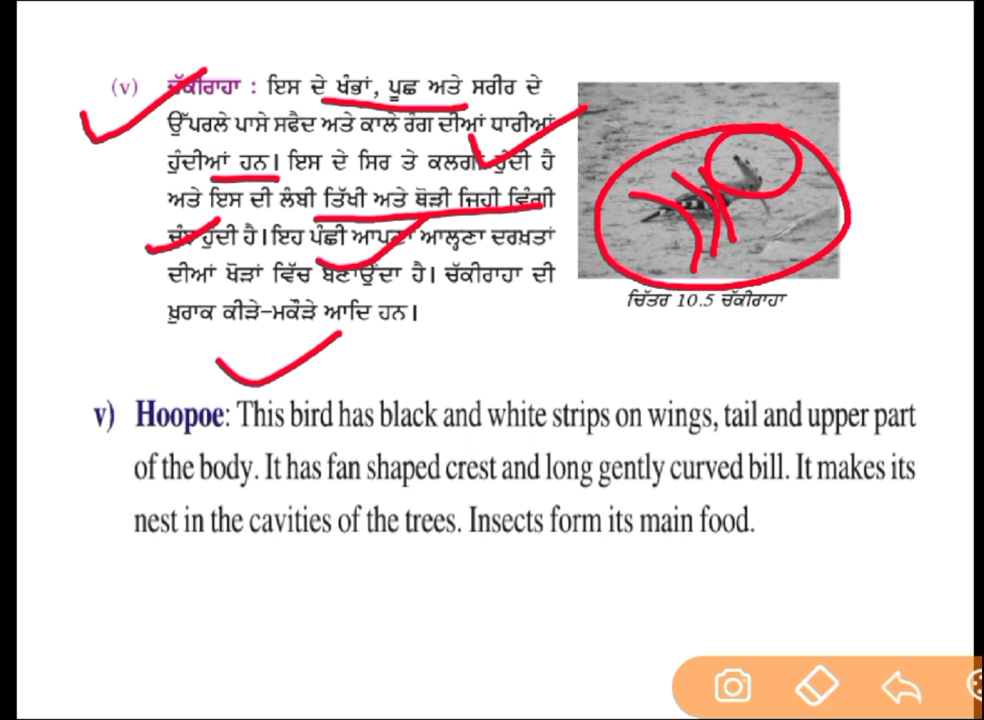 (v) ਚੱਕੀਰਾਹਾ : ਇਸ ਦੇ ਖੰਭਾਂ, ਪੂਛ ਅਤੇ ਸਰੀਰ ਦੇ
ਉੱਪਰਲੇ ਪਾਸੇ ਸਫੈਦ ਅਤੇ ਕਾਲੇ ਰੰਗ ਦੀਆਂ ਧਾਰੀਆਂ
ਹੁੰਦੀਆਂ ਹਨ। ਇਸ ਦੇ ਸਿਰ ਤੇ ਕਲਗੀ ਹੁੰਦੀ ਹੈ
ਅਤੇ ਇਸ ਦੀ ਲੰਬੀ ਤਿੱਖੀ ਅਤੇ ਥੋੜੀ ਜਿਹੀ ਵਿੰਗੀ
ਚੁੰਝ ਹੁੰਦੀ ਹੈ। ਇਹ ਪੰਛੀ ਆਪਣਾ ਆਲ੍ਹਣਾ ਦਰਖ਼ਤਾਂ
ਦੀਆਂ ਖੋੜਾਂ ਵਿੱਚ ਬਣਾਉਂਦਾ ਹੈ। ਚੱਕੀਰਾਹਾ ਦੀ
ਖ਼ੁਰਾਕ ਕੀੜੇ-ਮਕੌੜੇ ਆਦਿ ਹਨ।
ਚਿੱਤਰ 10.5 ਚੱਕੀਰਾਹਾ
v) Hoopoe: This bird has black and white strips on wings, tail and upper part
of the body. It has fan shaped crest and long gently curved bill. It makes its
nest in the cavities of the trees. Insects form its main food.